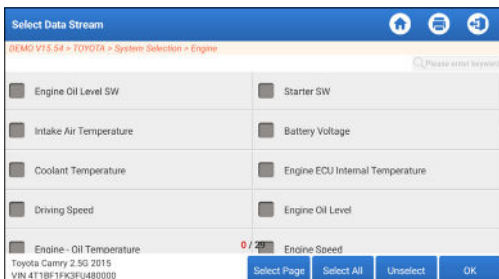 Select Data Stream
DEMO V15.54 > TOYOTA > System Selection > Engine
Please enter keyword
Engine Oil Level SW
Starter SW
Intake Air Temperature
Battery Voltage
Coolant Temperature
Engine ECU Internal Temperature
Driving Speed
Engine Oil Level
Engine - Oil Temperature
0 / 29
Engine Speed
Toyota Camry 2.5G 2015
VIN 4T1BF1FK3FU480000
Select Page
Select All
Unselect
OK